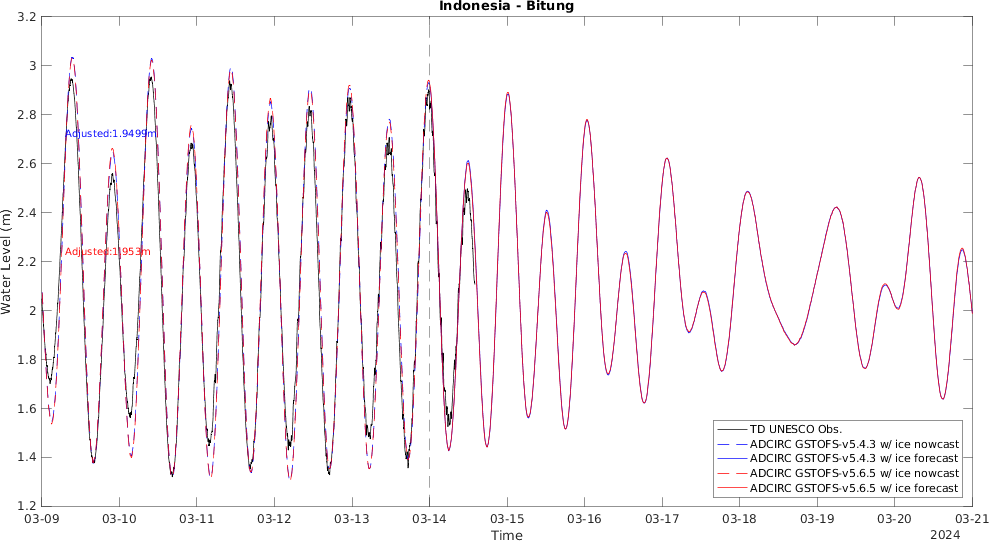 Indonesia - Bitung
3.2
3
2.8
2.6
2.4
2.2
2
1.8
1.6
1.4
1.2
Water Level (m)
Adjusted:1.9499m
Adjusted:1.953m
TD UNESCO Obs.
ADCIRC GSTOFS-v5.4.3 w/ ice nowcast
ADCIRC GSTOFS-v5.4.3 w/ ice forecast
ADCIRC GSTOFS-v5.6.5 w/ ice nowcast
ADCIRC GSTOFS-v5.6.5 w/ ice forecast
03-09 03-10 03-11 03-12 03-13 03-14 03-15 03-16 03-17 03-18 03-19 03-20 03-21
Time
2024